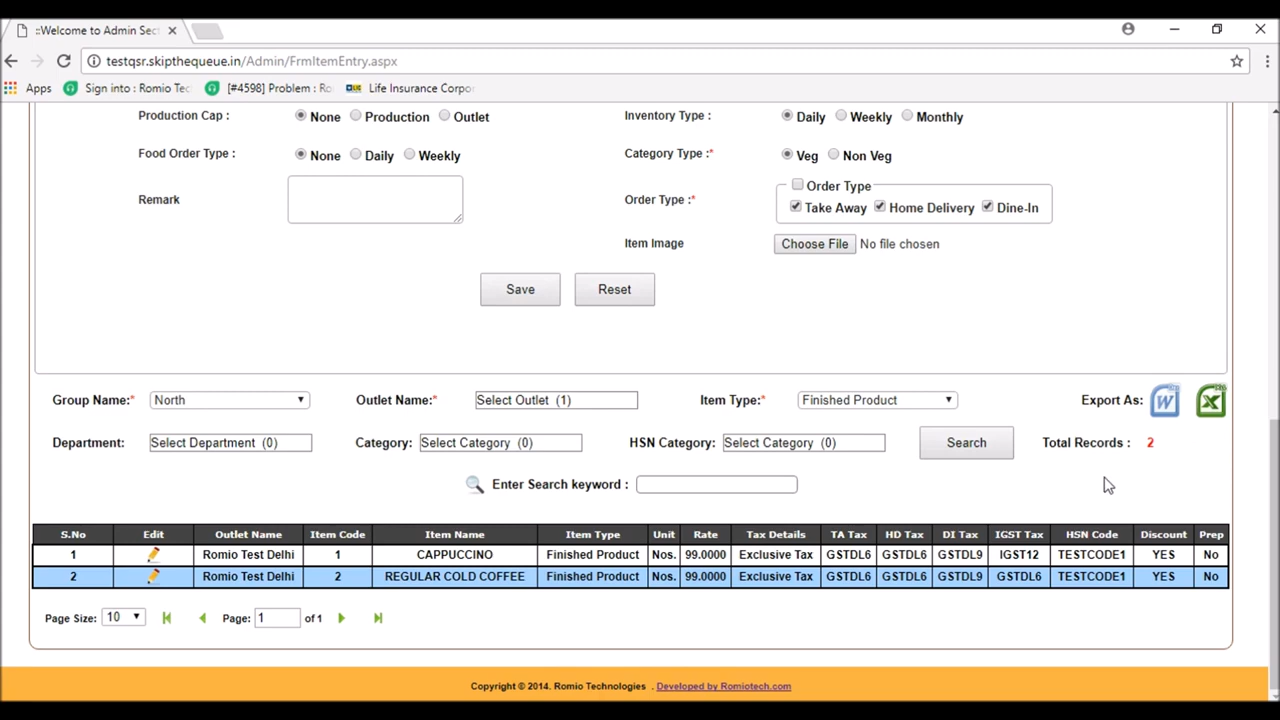 ::Welcome to Admin Sect
testqsr.skipthequeue.in/Admin/FrmItemEntry.aspx
Apps Sign into : Romio Tec [#4598] Problem : Ro Life Insurance Corpo
Production Cap : None Production Outlet Inventory Type : Daily Weekly Monthly
Food Order Type : None Daily Weekly Category Type :* Veg Non Veg
Remark Order Type :* Order Type
Take Away Home Delivery Dine-In
Item Image Choose File No file chosen
Save Reset
Group Name:* North Outlet Name:* Select Outlet (1) Item Type:* Finished Product Export As:
Department: Select Department (0) Category: Select Category (0) HSN Category: Select Category (0) Search Total Records : 2
Enter Search keyword :
S.No Edit Outlet Name Item Code Item Name Item Type Unit Rate Tax Details TA Tax HD Tax DI Tax IGST Tax HSN Code Discount Prep
1 Romio Test Delhi 1 CAPPUCCINO Finished Product Nos. 99.0000 Exclusive Tax GSTDL6 GSTDL6 GSTDL9 IGST12 TESTCODE1 YES No
2 Romio Test Delhi 2 REGULAR COLD COFFEE Finished Product Nos. 99.0000 Exclusive Tax GSTDL6 GSTDL6 GSTDL9 GSTDL6 TESTCODE1 YES No
Page Size: 10 Page: 1 of 1
Copyright © 2014. Romio Technologies . Developed by Romiotech.com